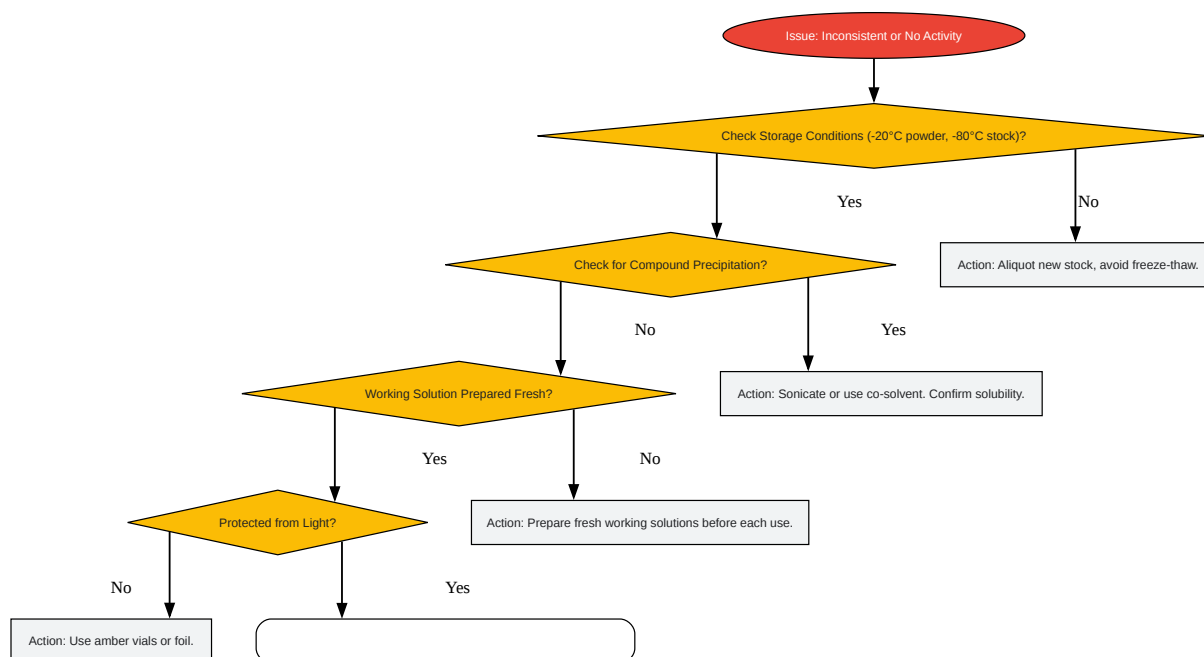 Issue: Inconsistent or No Activity
Check Storage Conditions (-20°C powder, -80°C stock)?
Yes
No
Check for Compound Precipitation?
Action: Aliquot new stock, avoid freeze-thaw.
No
Yes
Working Solution Prepared Fresh?
Action: Sonicate or use co-solvent. Confirm solubility.
Yes
No
Protected from Light?
Action: Prepare fresh working solutions before each use.
No
Yes
Action: Use amber vials or foil.